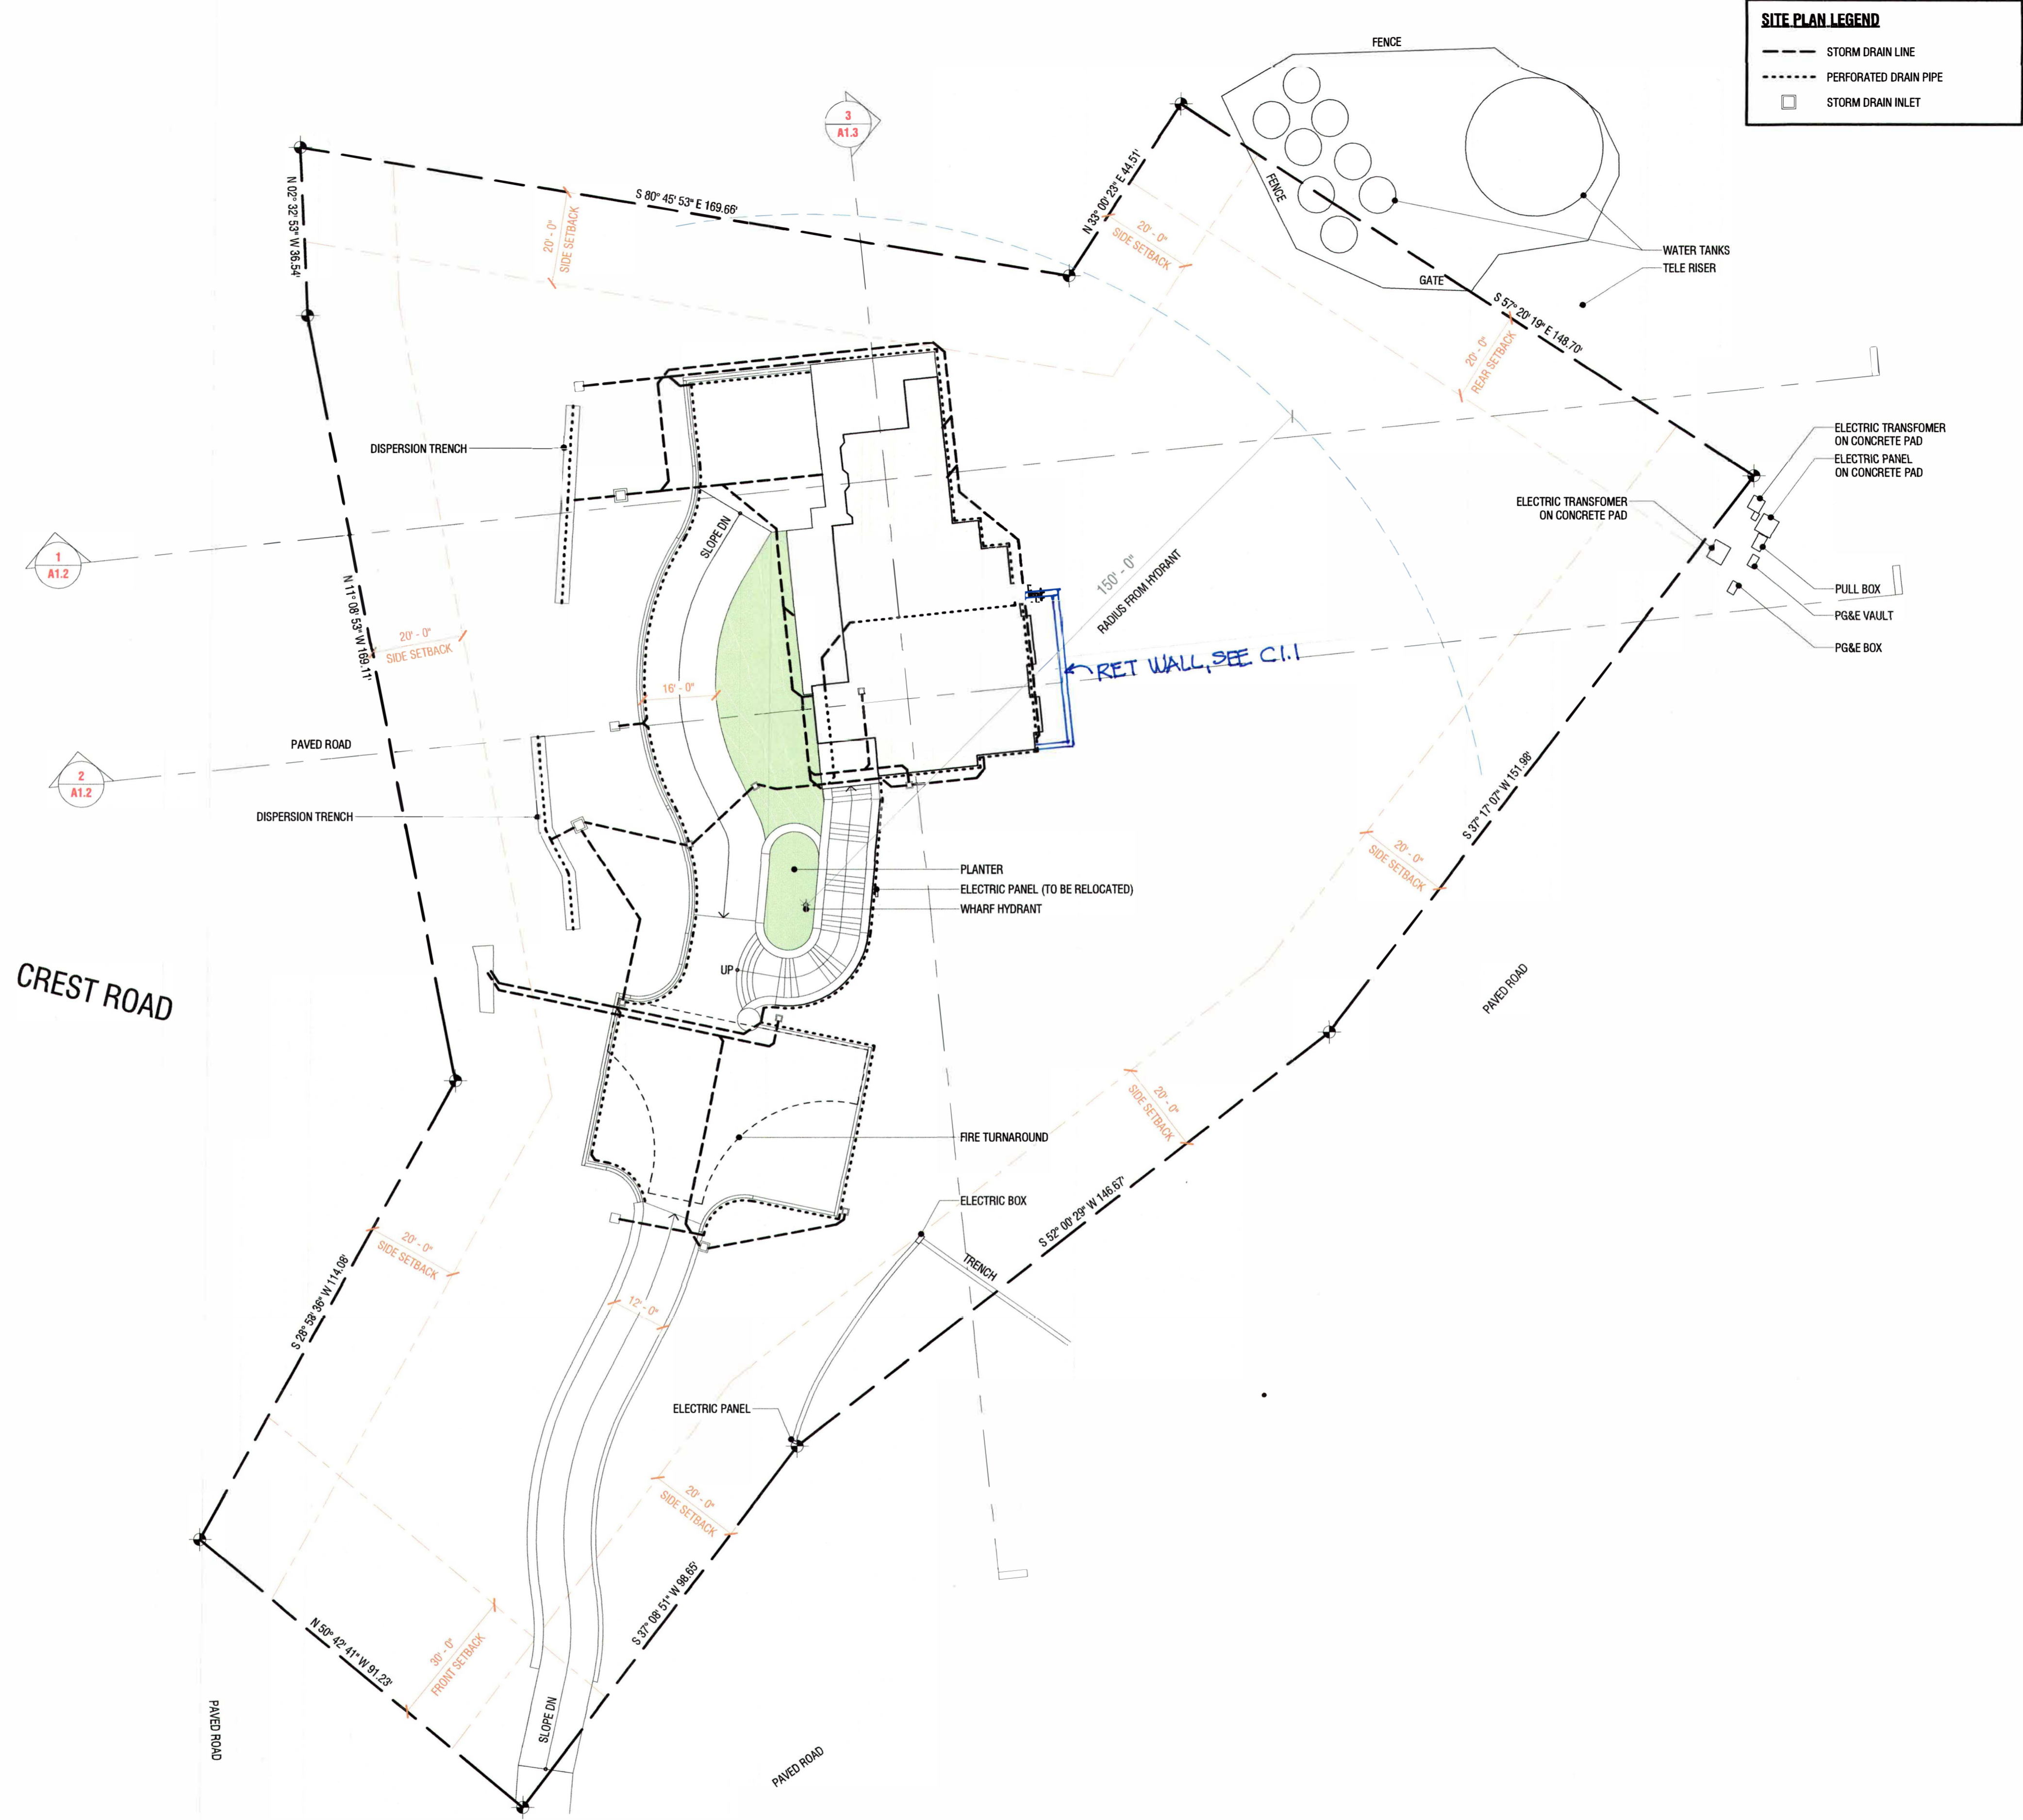 SITE PLAN LEGEND
STORM DRAIN LINE
PERFORATED DRAIN PIPE
STORM DRAIN INLET
FENCE
3
A1.3
N 02° 32' 53" W 36.54'
S 80° 45' 53" E 169.66'
20' - 0"
SIDE SETBACK
N 33° 00' 23" E 44.51'
20' - 0"
SIDE SETBACK
FENCE
WATER TANKS
TELE RISER
GATE
S 57° 20' 19" E 148.70'
20' - 0"
REAR SETBACK
DISPERSION TRENCH
ELECTRIC TRANSFOMER
ON CONCRETE PAD
ELECTRIC PANEL
ON CONCRETE PAD
ELECTRIC TRANSFOMER
ON CONCRETE PAD
SLOPE DN
1
A1.2
150' - 0"
RADIUS FROM HYDRANT
PULL BOX
PG&E VAULT
PG&E BOX
N 11° 08' 53" W 169.11'
20' - 0"
SIDE SETBACK
RET WALL, SEE C1.1
16' - 0"
PAVED ROAD
2
A1.2
DISPERSION TRENCH
S 37° 17' 07" W 151.98'
20' - 0"
SIDE SETBACK
PLANTER
ELECTRIC PANEL (TO BE RELOCATED)
WHARF HYDRANT
UP
CREST ROAD
PAVED ROAD
20' - 0"
SIDE SETBACK
FIRE TURNAROUND
ELECTRIC BOX
S 52° 00' 29" W 146.67'
TRENCH
20' - 0"
SIDE SETBACK
S 28° 58' 36" W 114.08'
12' - 0"
ELECTRIC PANEL
20' - 0"
SIDE SETBACK
S 37° 08' 51" W 98.65'
N 50° 42' 41" W 91.23'
30' - 0"
FRONT SETBACK
SLOPE DN
PAVED ROAD
PAVED ROAD